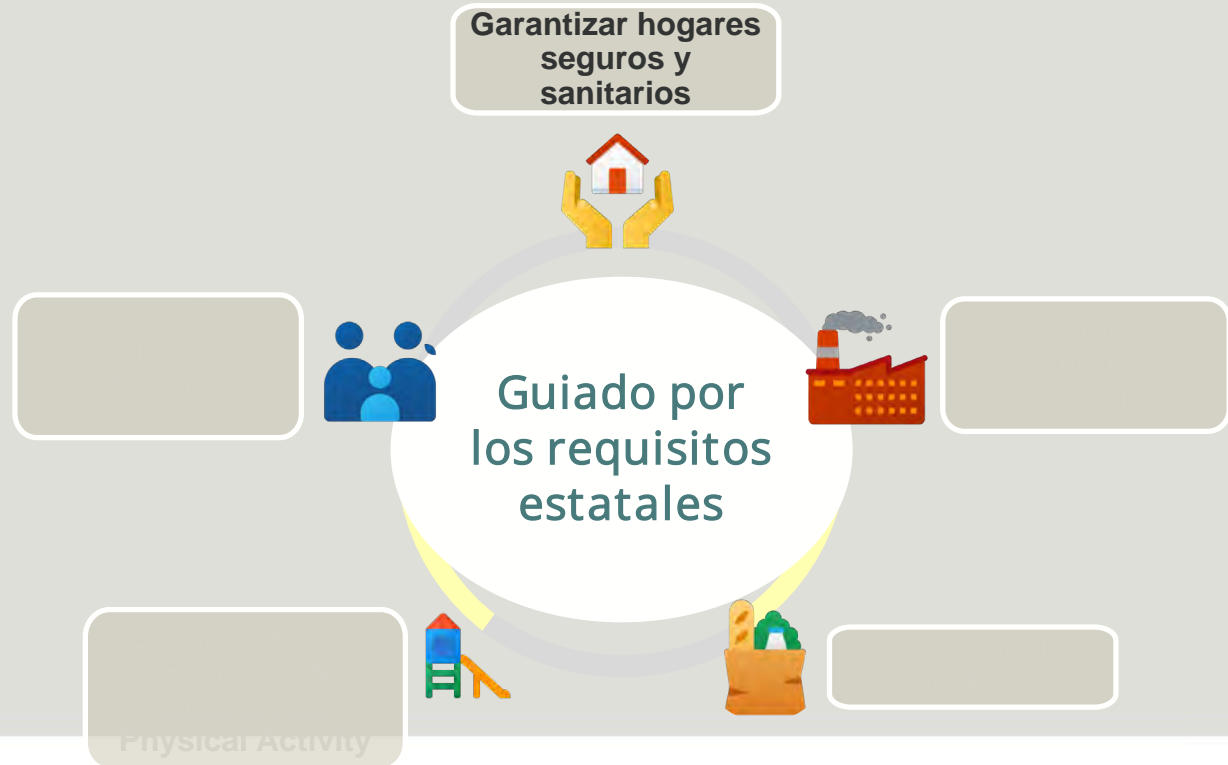 Garantizar hogares
seguros y
sanitarios
Guiado por
los requisitos
estatales
Physical Activity